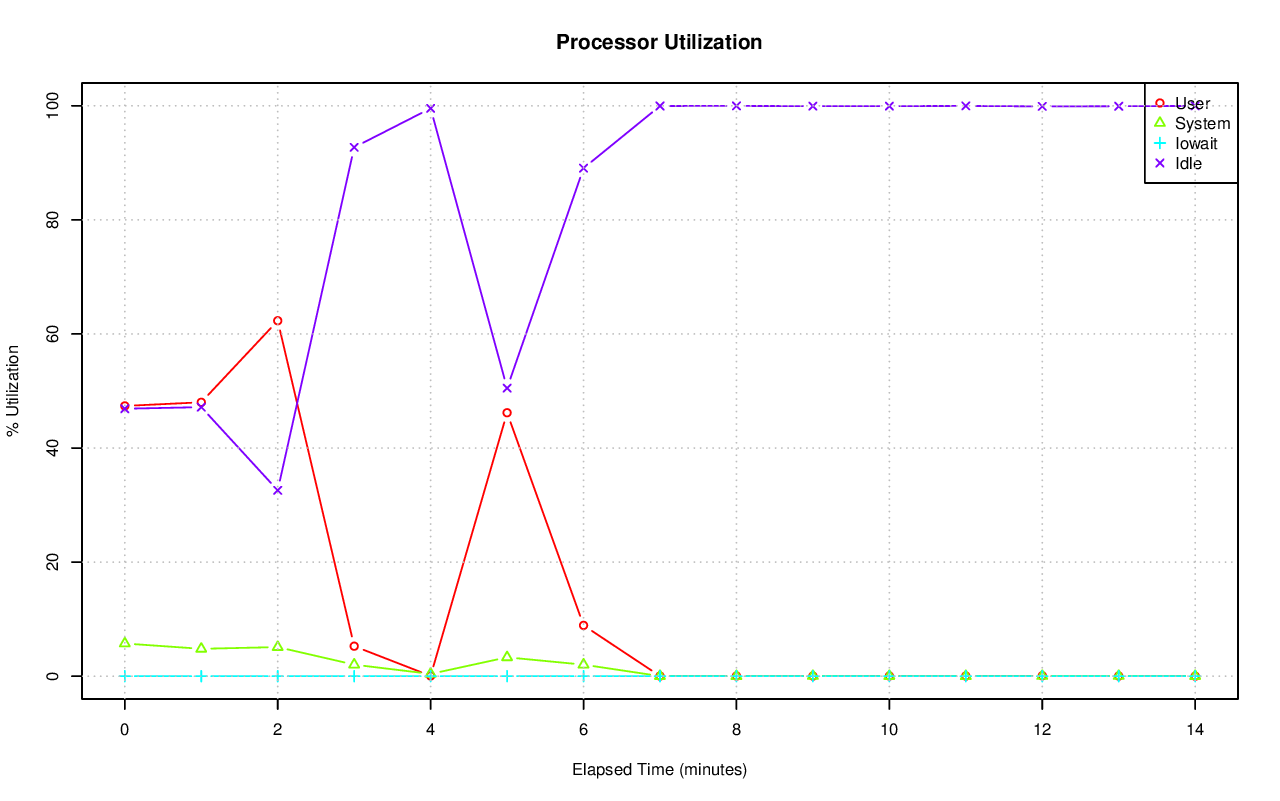 Processor Utilization
% Utilization
100
80
60
40
20
0
User
System
Iowait
Idle
0 2 4 6 8 10 12 14
Elapsed Time (minutes)